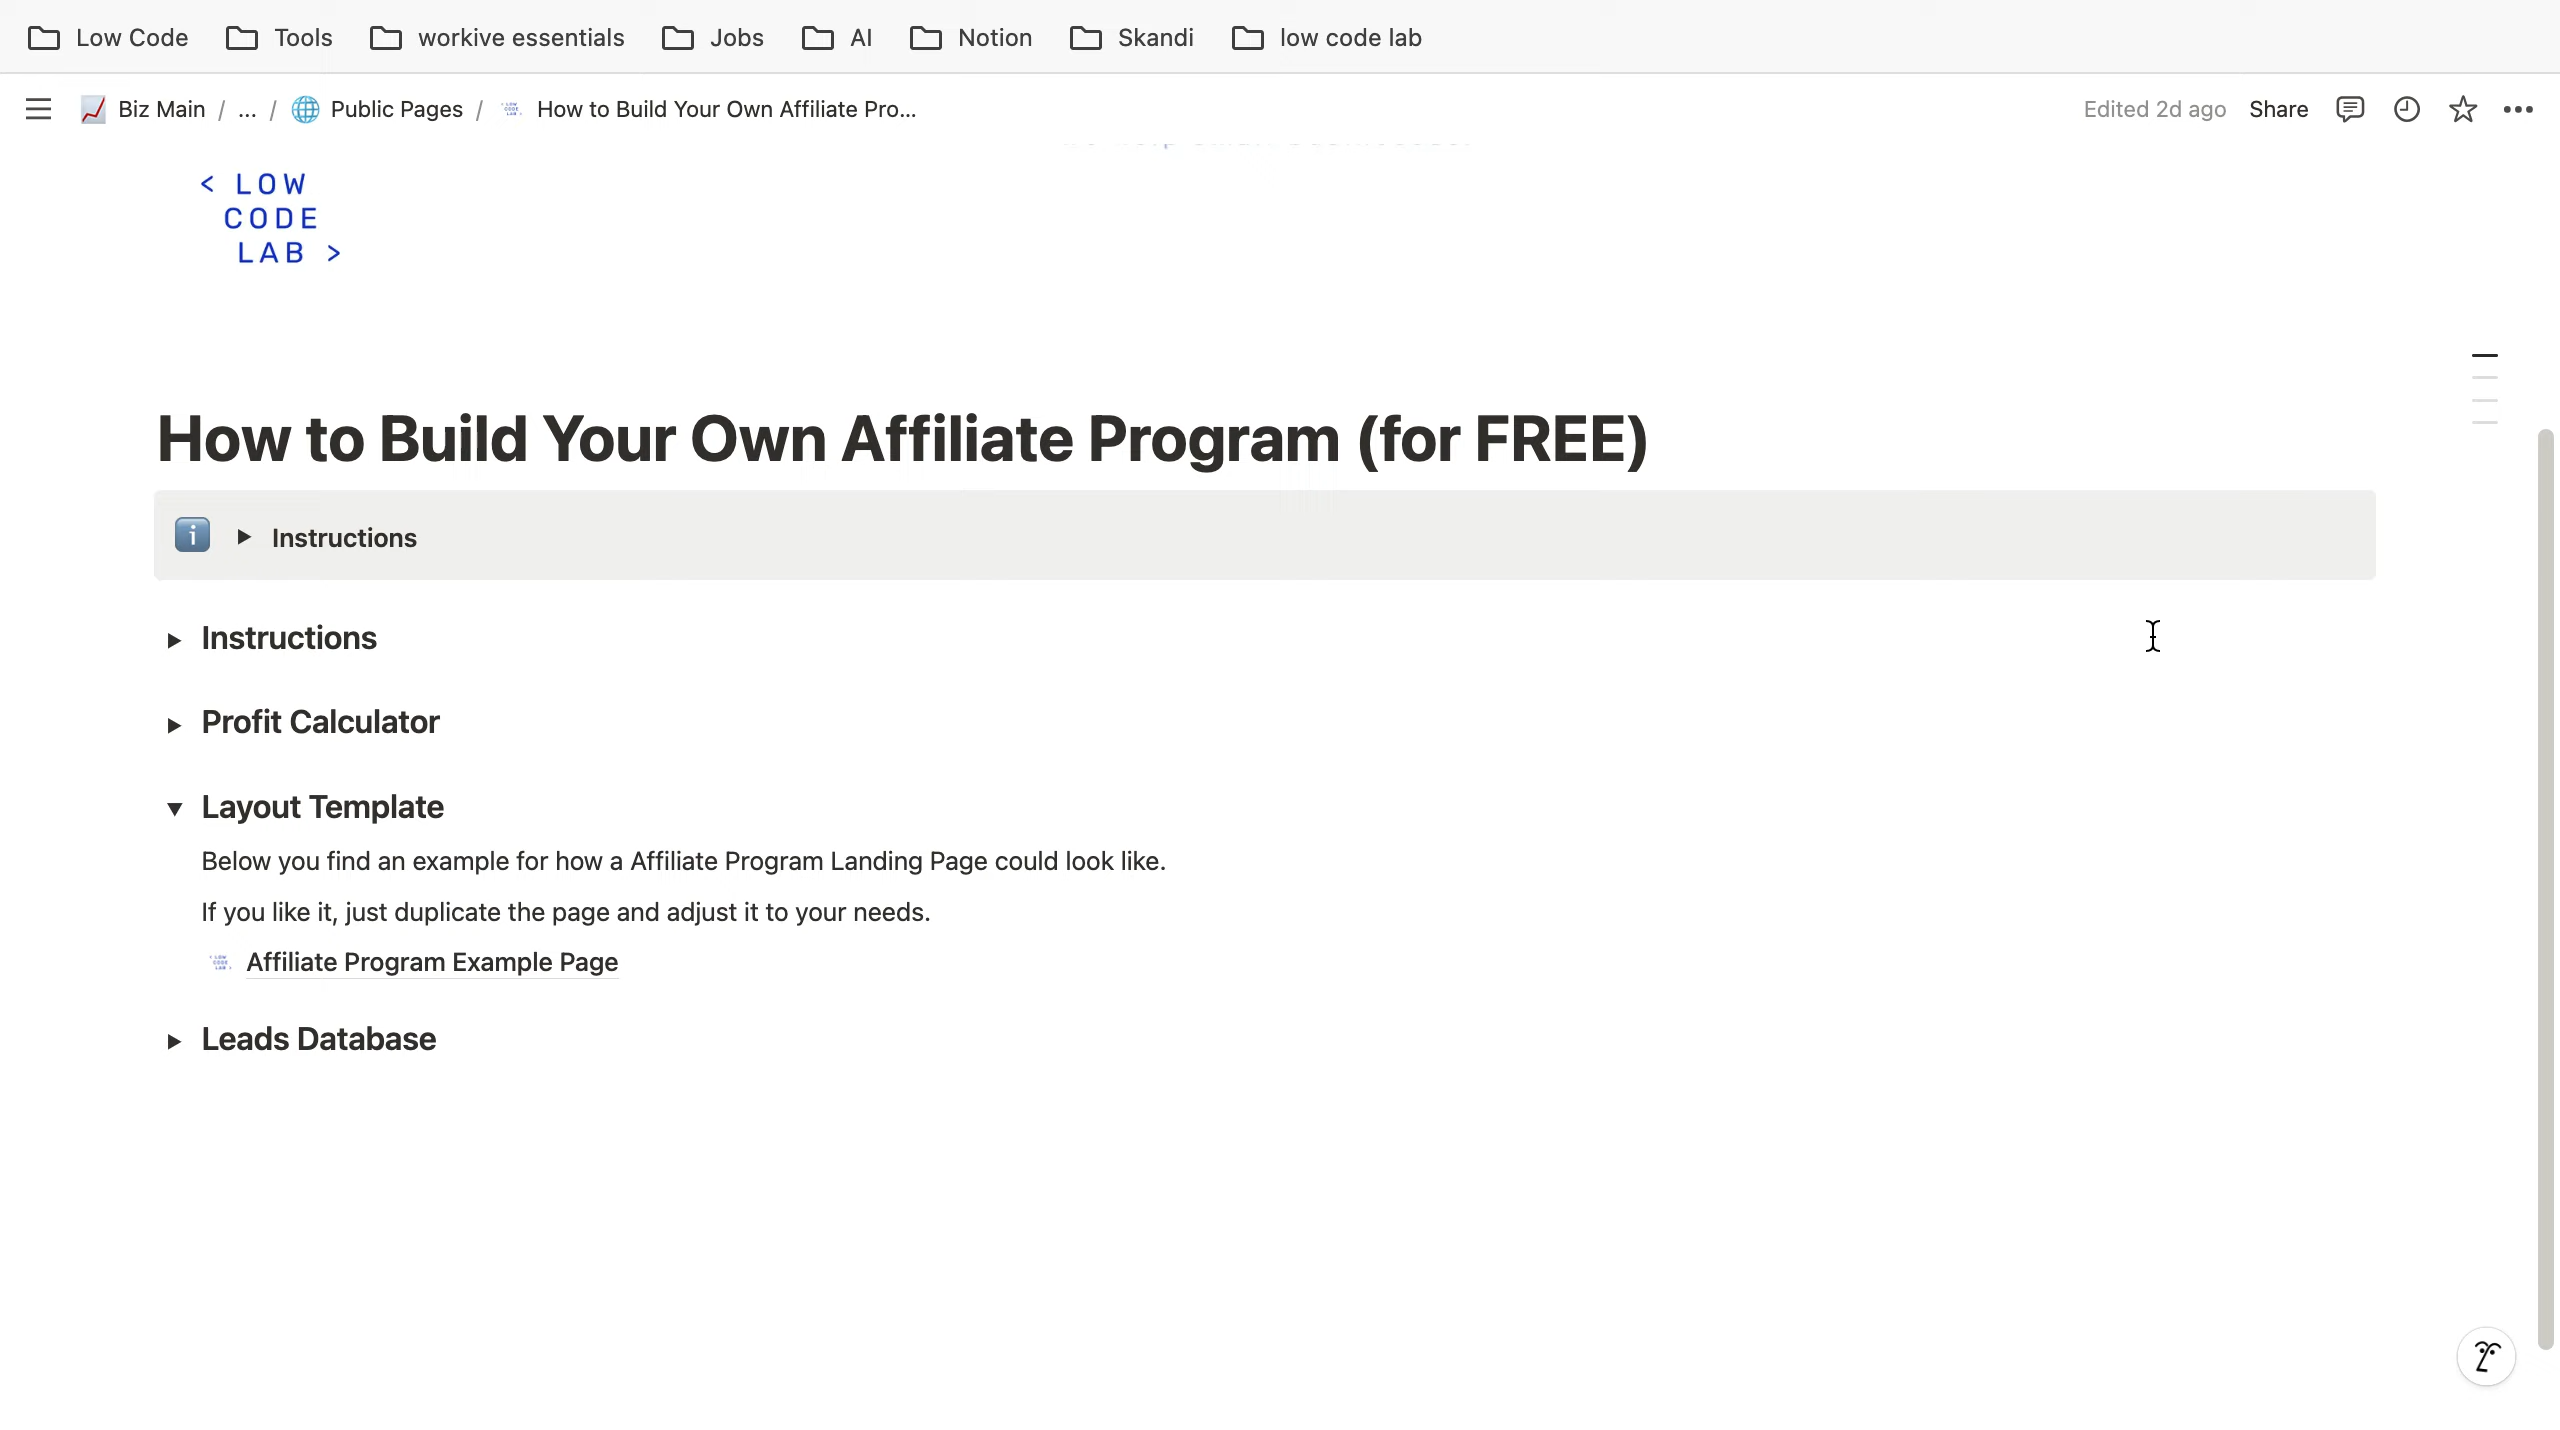 Low Code Tools workive essentials Jobs AI Notion Skandi low code lab
Biz Main / ... / Public Pages / How to Build Your Own Affiliate Pro... Edited 2d ago Share
< LOW
CODE
LAB >
How to Build Your Own Affiliate Program (for FREE)
Instructions
Instructions
Profit Calculator
Layout Template
Below you find an example for how a Affiliate Program Landing Page could look like.
If you like it, just duplicate the page and adjust it to your needs.
Affiliate Program Example Page
Leads Database